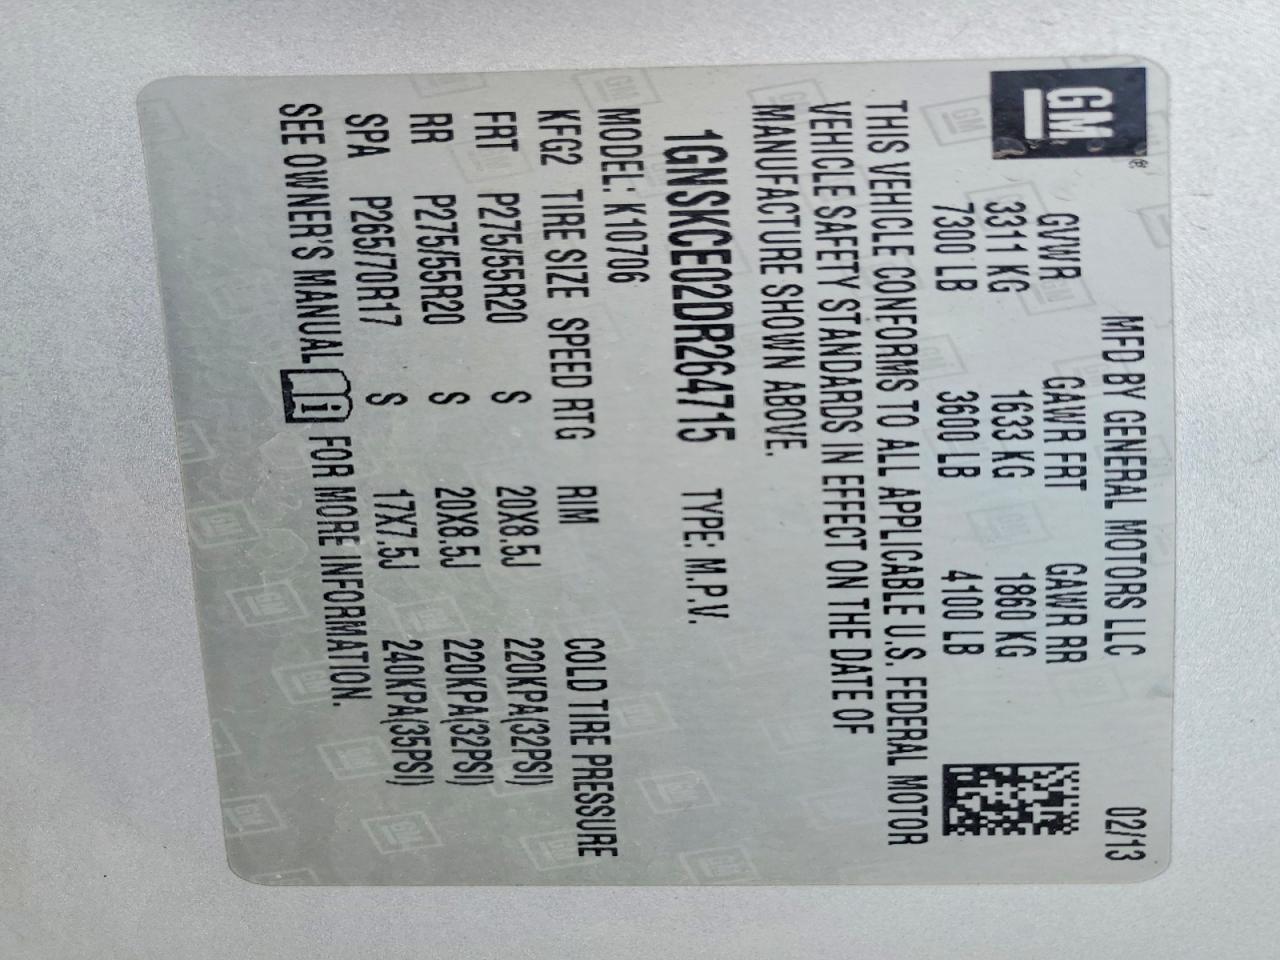 GM®
MFD BY GENERAL MOTORS LLC 02/13
GVWR GAWR FRT GAWR RR
3311 KG 1633 KG 1860 KG
7300 LB 3600 LB 4100 LB
THIS VEHICLE CONFORMS TO ALL APPLICABLE U.S. FEDERAL MOTOR
VEHICLE SAFETY STANDARDS IN EFFECT ON THE DATE OF
MANUFACTURE SHOWN ABOVE.
1GNSKCE02DR264715 TYPE: M.P.V.
MODEL: K10706
KFG2 TIRE SIZE SPEED RTG RIM COLD TIRE PRESSURE
FRT P275/55R20 S 20X8.5J 220KPA(32PSI)
RR P275/55R20 S 20X8.5J 220KPA(32PSI)
SPA P265/70R17 S 17X7.5J 240KPA(35PSI)
SEE OWNER'S MANUAL i FOR MORE INFORMATION.